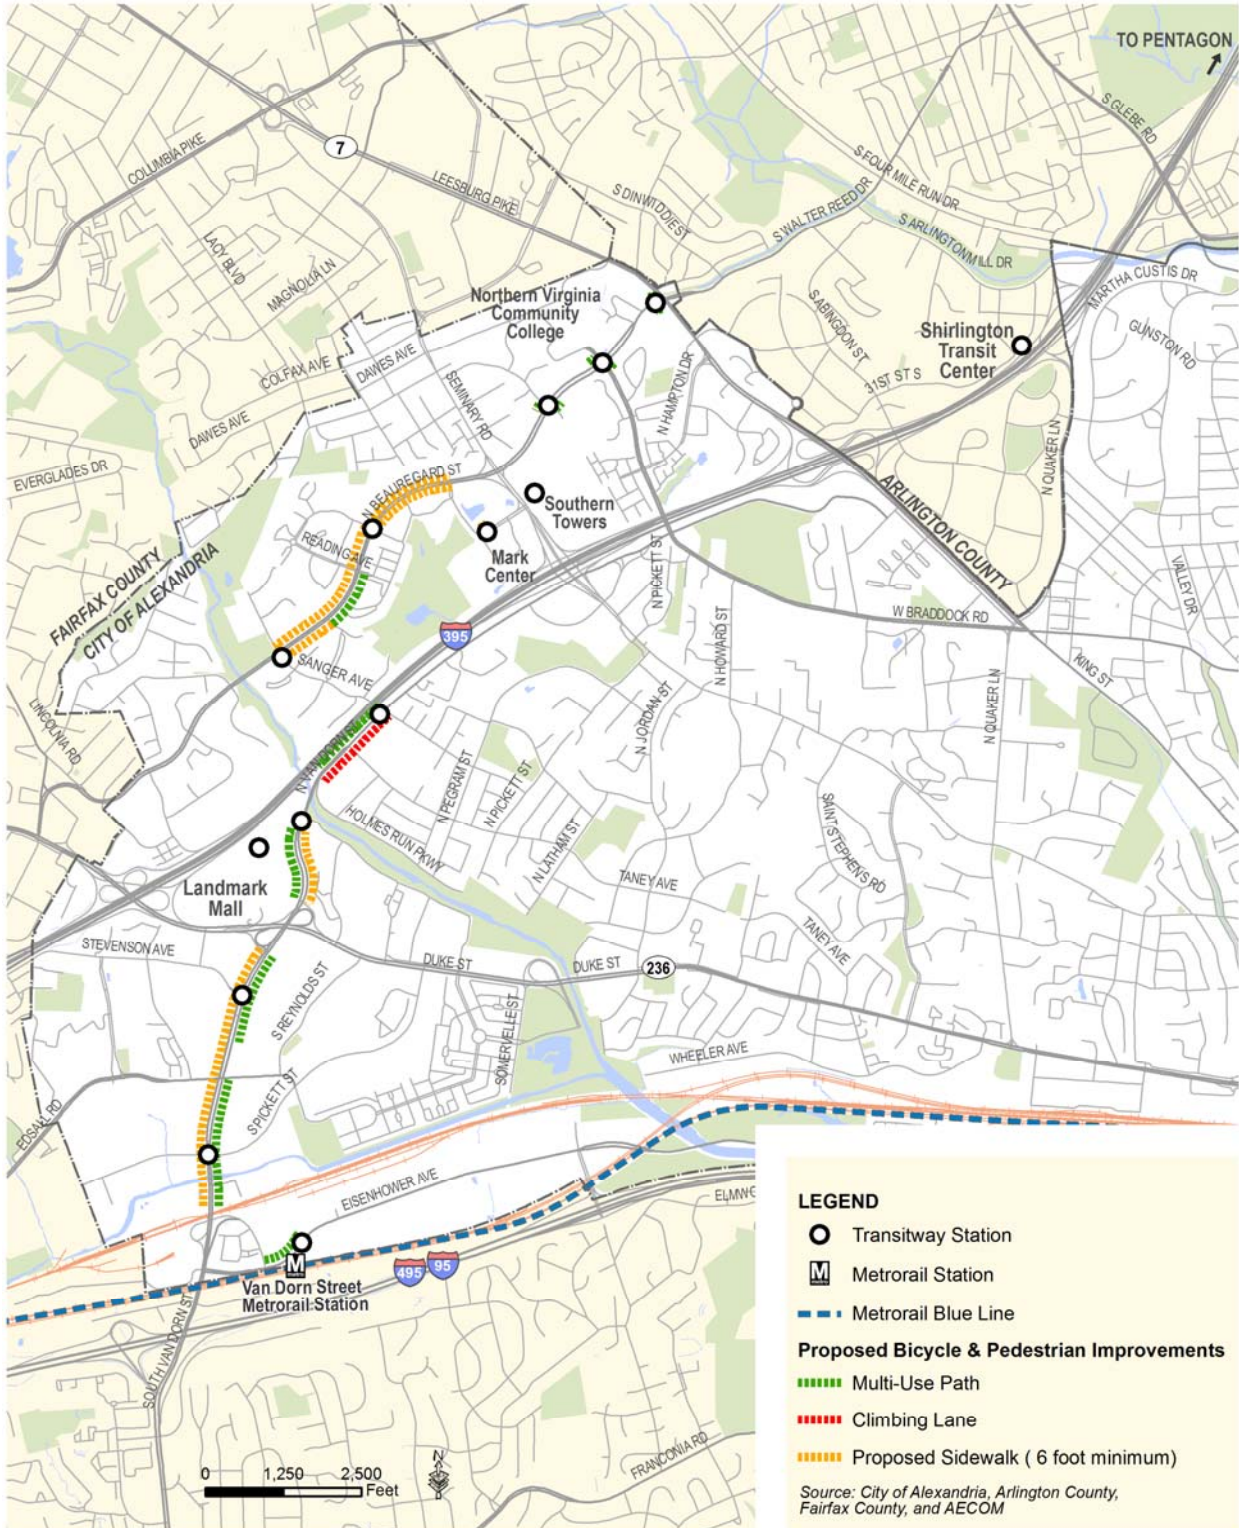 TO PENTAGON
S GLEBE RD
COLUMBIA PIKE
7
LEESBURG PIKE
S FOUR MILE RUN DR
S DINWIDDIE ST
S WALTER REED DR
S ARLINGTON MILL DR
LACY BLVD
MAGNOLIA LN
MARTHA CUSTIS DR
Northern Virginia
Community
College
S ABINGDON ST
Shirlington
Transit
Center
GUNSTON RD
COLFAX AVE
DAWES AVE
SEMINARY RD
N HAMPTON DR
31ST ST S
DAWES AVE
EVERGLADES DR
N BEAUREGARD ST
N QUAKER LN
ARLINGTON COUNTY
Southern
Towers
READING AVE
Mark
Center
FAIRFAX COUNTY
CITY OF ALEXANDRIA
N PICKETT ST
VALLEY DR
W BRADDOCK RD
395
N HOWARD ST
SANGER AVE
KING ST
LINCOLNIA RD
N JORDAN ST
N QUAKER LN
N VAN DORN ST
N PEGRAM ST
N PICKETT ST
HOLMES RUN PKWY
N LATHAM ST
SAINT STEPHENS RD
Landmark
Mall
TANEY AVE
TANEY AVE
STEVENSON AVE
DUKE ST
DUKE ST
236
S REYNOLDS ST
SOMERVELLE ST
WHEELER AVE
S PICKETT ST
EDSALL RD
EISENHOWER AVE
ELMWO
M
metro
495
95
Van Dorn Street
Metrorail Station
SOUTH VAN DORN ST
FRANCONIA RD
0 1,250 2,500
Feet
N
LEGEND
Transitway Station
M
metro
Metrorail Station
Metrorail Blue Line
Proposed Bicycle & Pedestrian Improvements
Multi-Use Path
Climbing Lane
Proposed Sidewalk ( 6 foot minimum)
Source: City of Alexandria, Arlington County,
Fairfax County, and AECOM